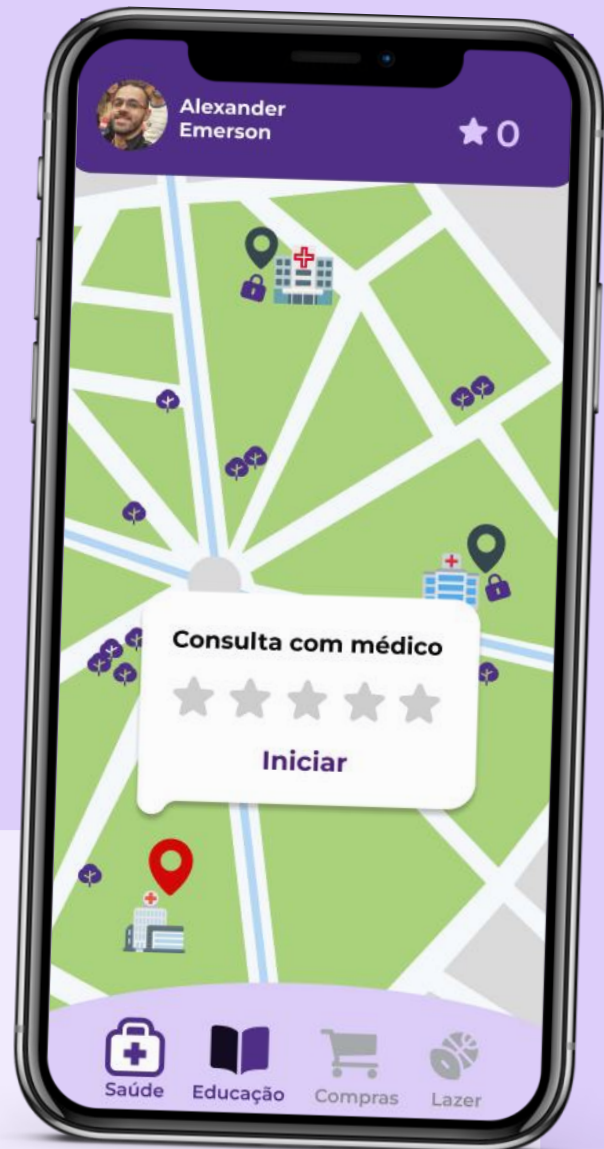 Alexander
Emerson
0
Consulta com médico
Iniciar
Saúde
Educação
Compras
Lazer